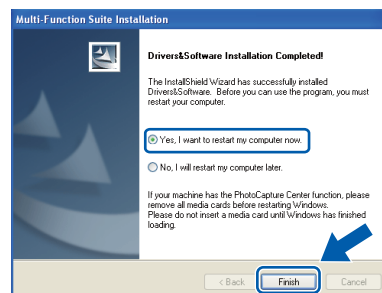 Multi-Function Suite Installation
Drivers&Software Installation Completed!
The InstallShield Wizard has successfully installed
Drivers&Software. Before you can use the program, you must
restart your computer.
Yes, I want to restart my computer now.
No, I will restart my computer later.
If your machine has the PhotoCapture Center function, please
remove all media cards before restarting Windows.
Please do not insert a media card until Windows has finished
loading.
< Back
Finish
Cancel